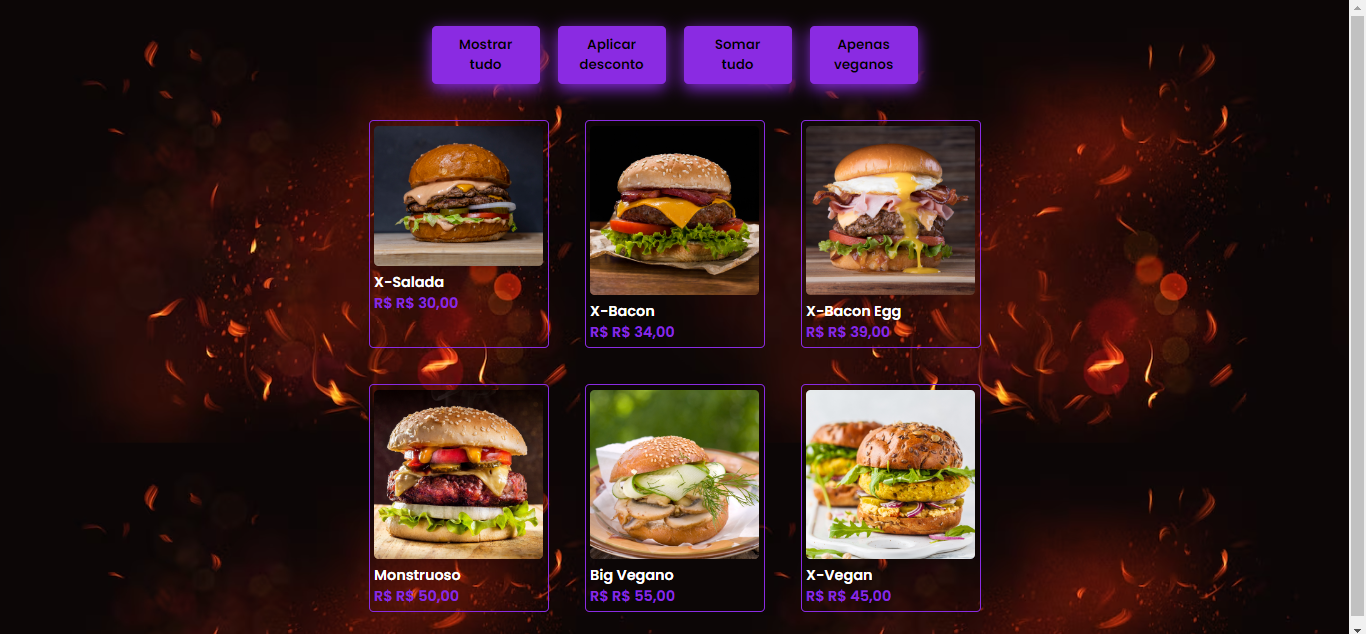 Mostrar
tudo
Aplicar
desconto
Somar
tudo
Apenas
veganos
X-Salada
R$ R$ 30,00
X-Bacon
R$ R$ 34,00
X-Bacon Egg
R$ R$ 39,00
Monstruoso
R$ R$ 50,00
Big Vegano
R$ R$ 55,00
X-Vegan
R$ R$ 45,00